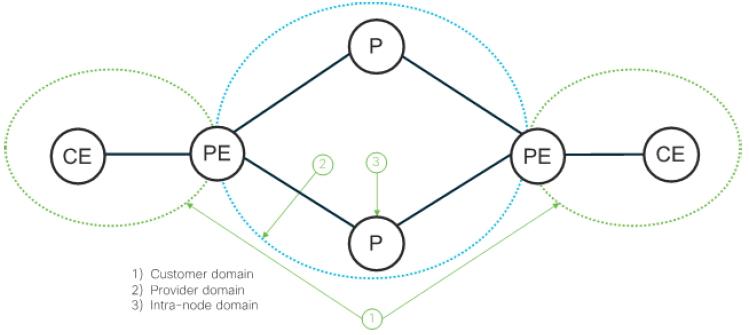 P
CE
PE
2
3
PE
CE
P
1) Customer domain
2) Provider domain
3) Intra-node domain
1